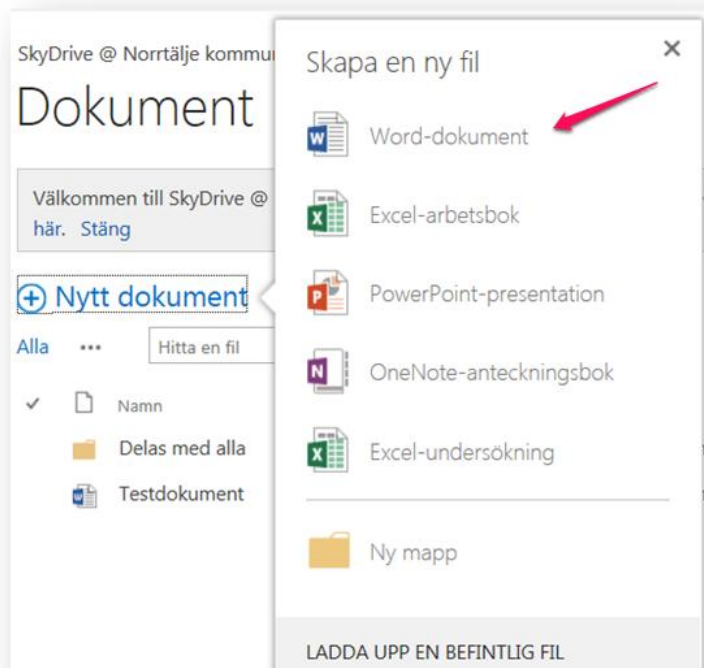 SkyDrive @ Norrtälje
Dokument
Välkommen till SkyDrive @
här. Stäng
Nytt dokument
Alla ...
Hitta en fil
Namn
Delas med alla
Testdokument
Skapa en ny fil
Word-dokument
Excel-arbetsbok
PowerPoint-presentation
OneNote-anteckningsbok
Excel-undersökning
Ny mapp
LADDA UPP EN BEFINTLIG FIL